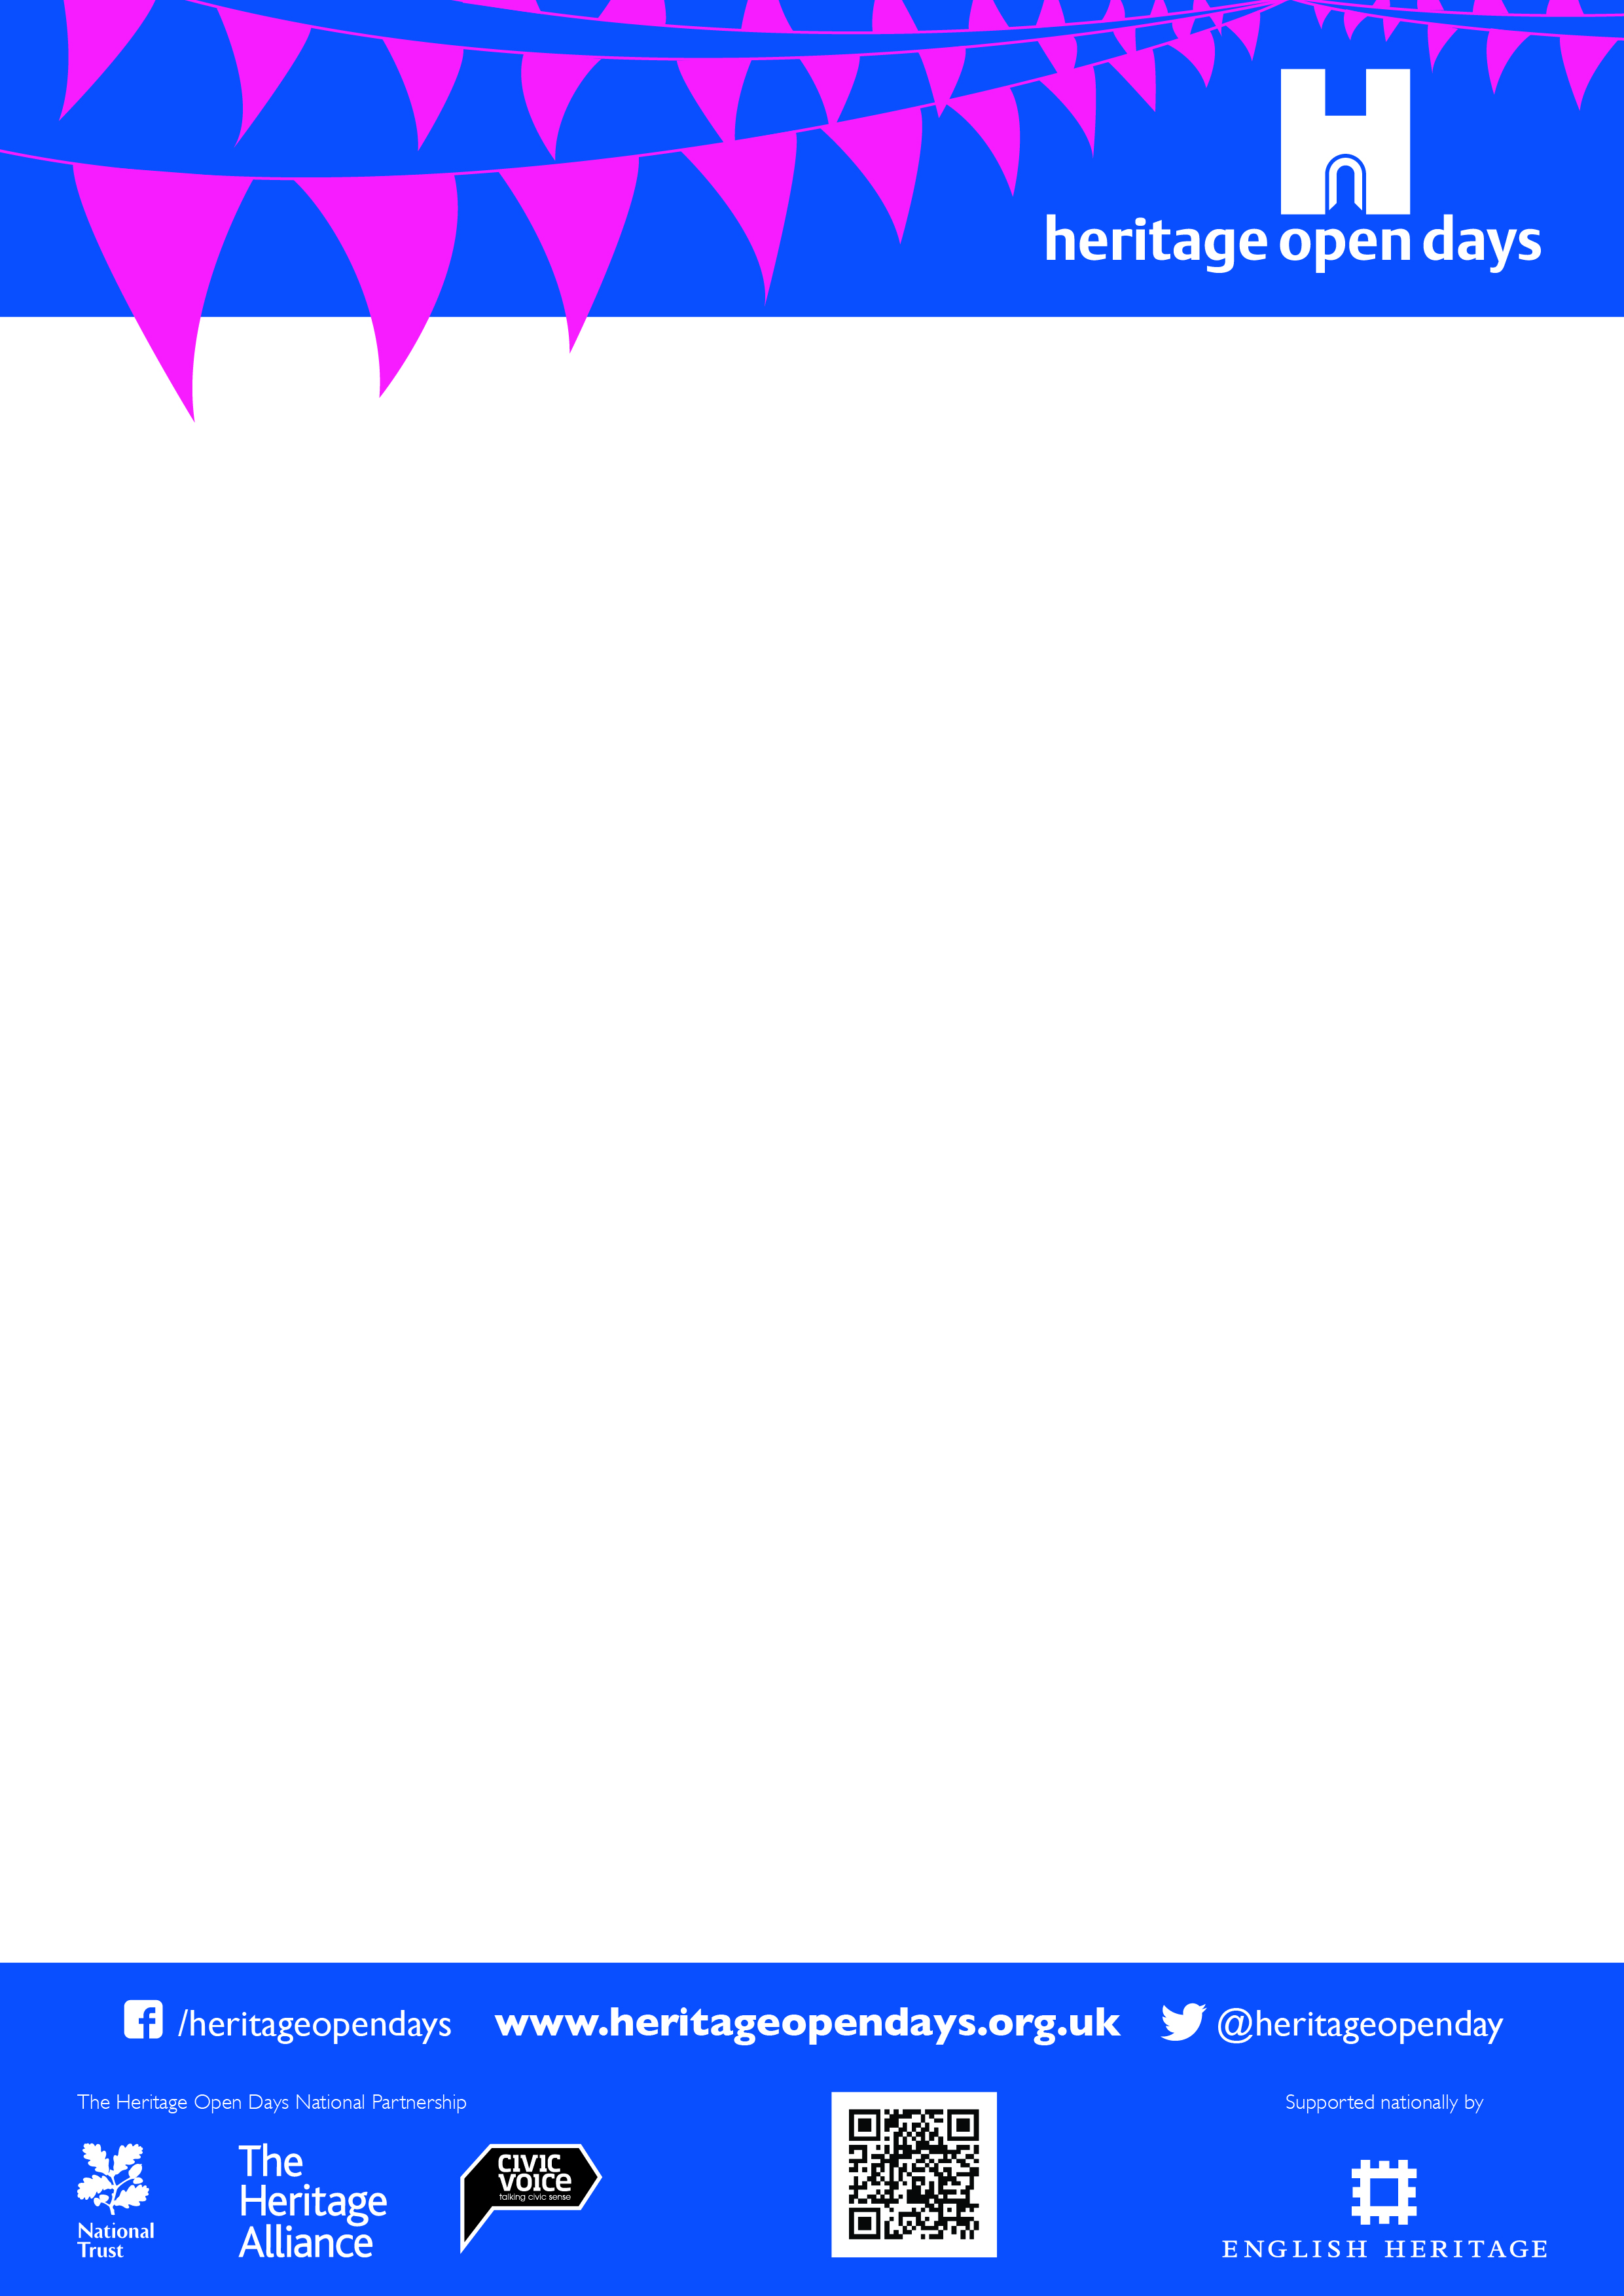 heritage open days
/heritageopendays www.heritageopendays.org.uk @heritageopenday
The Heritage Open Days National Partnership
Supported nationally by
National
Trust
The
Heritage
Alliance
civic
voice
talking civic sense
ENGLISH HERITAGE